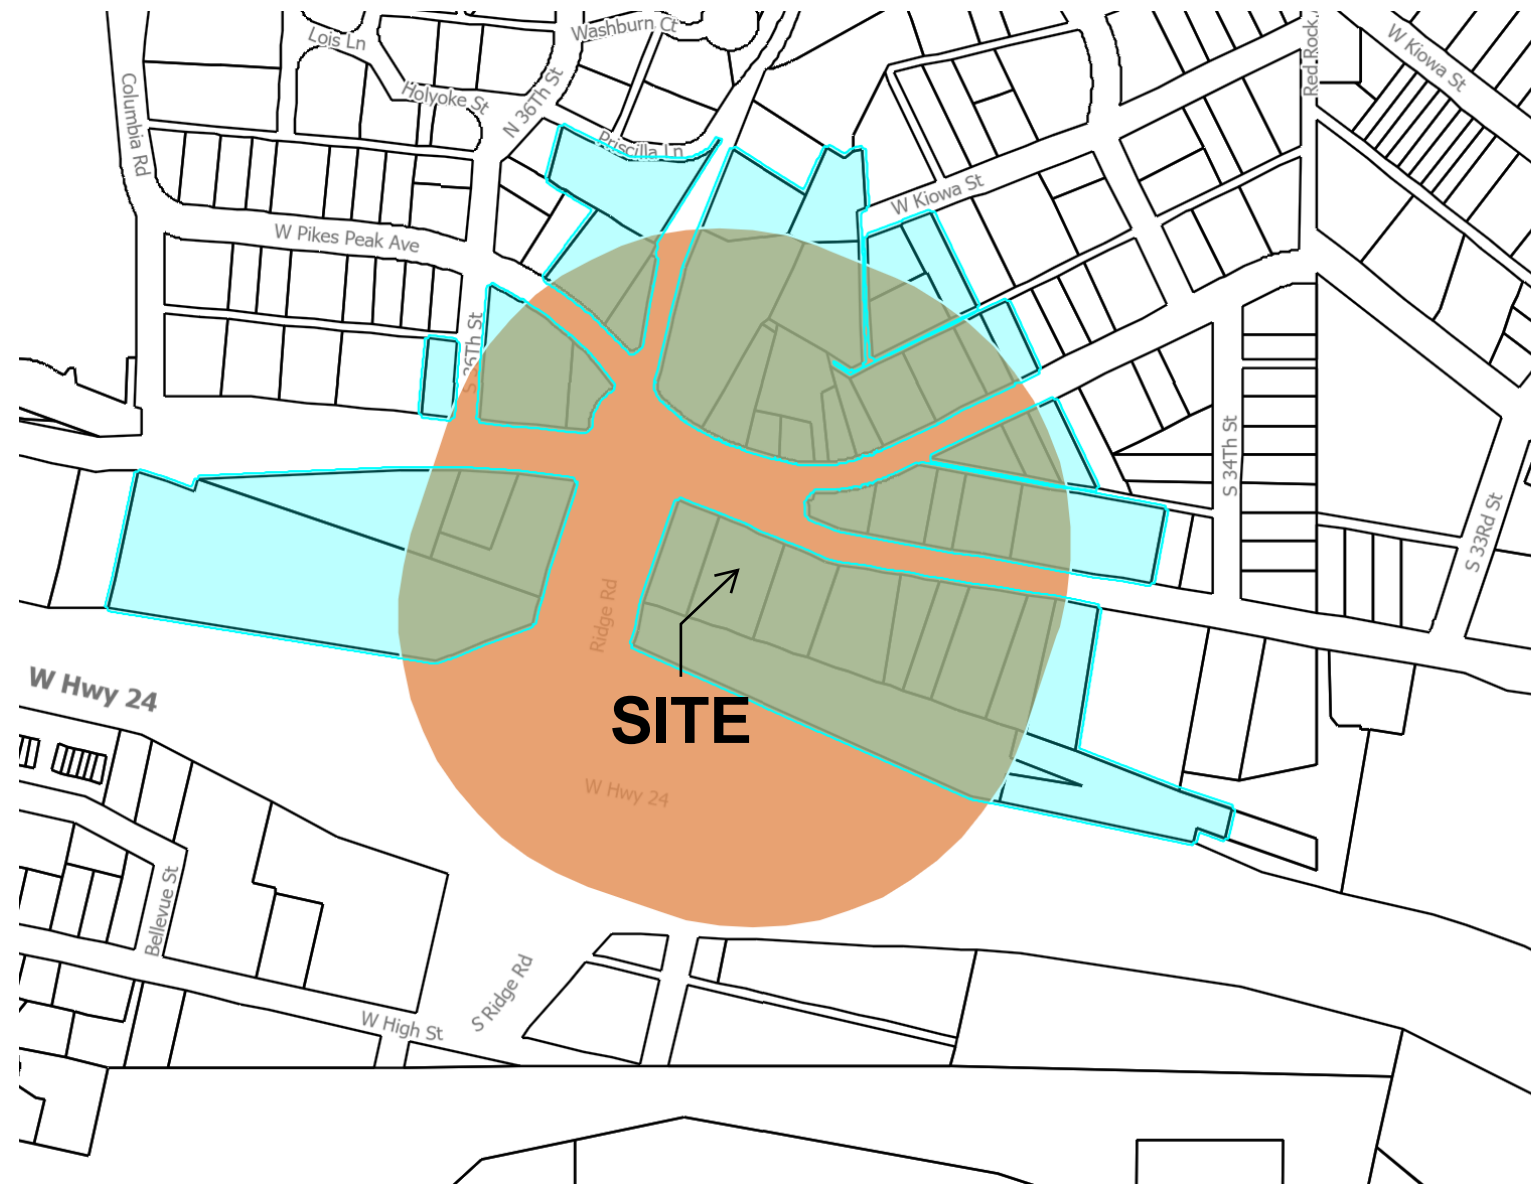 Washburn Ct
Lois Ln
Red Rock
W Kiowa St
Holyoke St
N 36Th St
Columbia Rd
Priscilla Ln
W Kiowa St
W Pikes Peak Ave
S 36Th St
S 34Th St
S 33Rd St
Ridge Rd
W Hwy 24
SITE
W Hwy 24
Bellevue St
S Ridge Rd
W High St